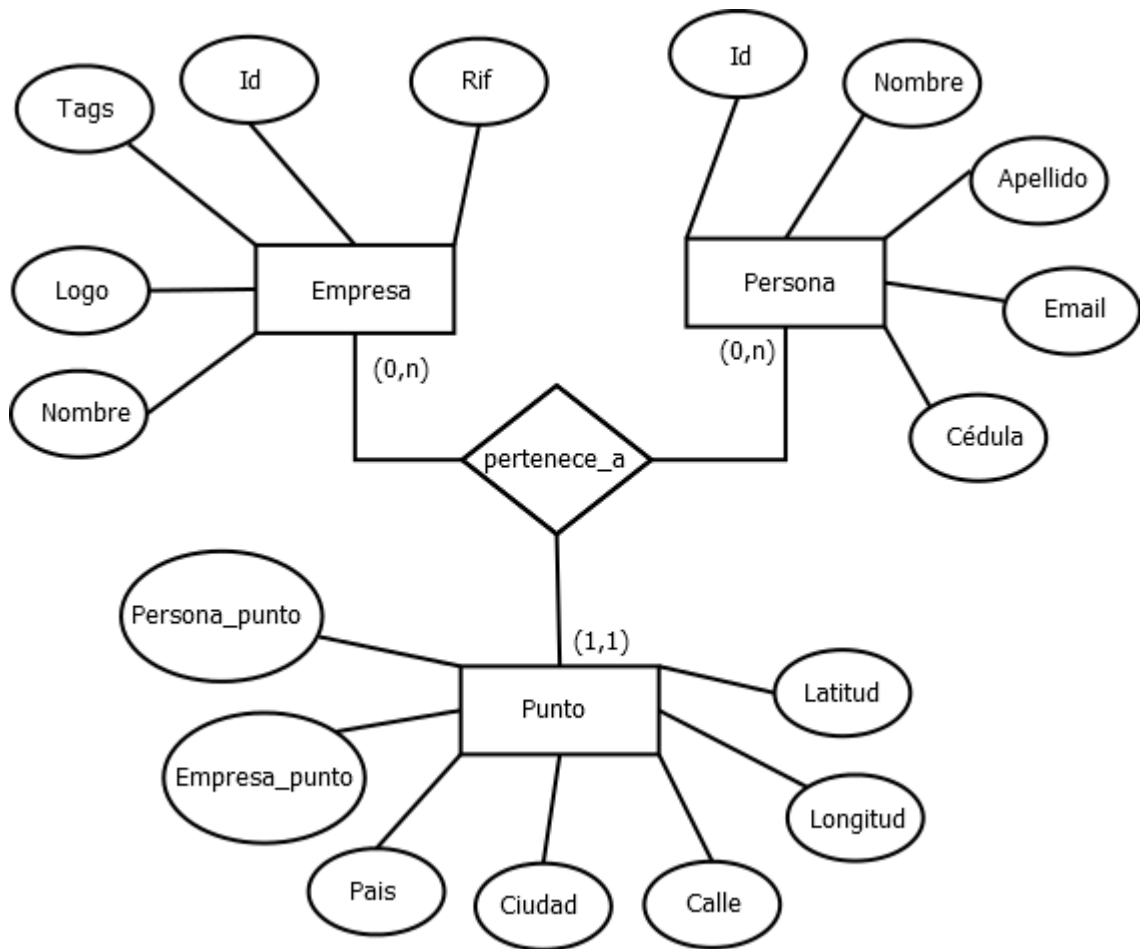 Id
Nombre
Tags
Id
Rif
Apellido
Logo
Empresa
Persona
Email
Nombre
(0,n)
(0,n)
Cédula
pertenece_a
Persona_punto
(1,1)
Punto
Latitud
Empresa_punto
Longitud
Pais
Ciudad
Calle